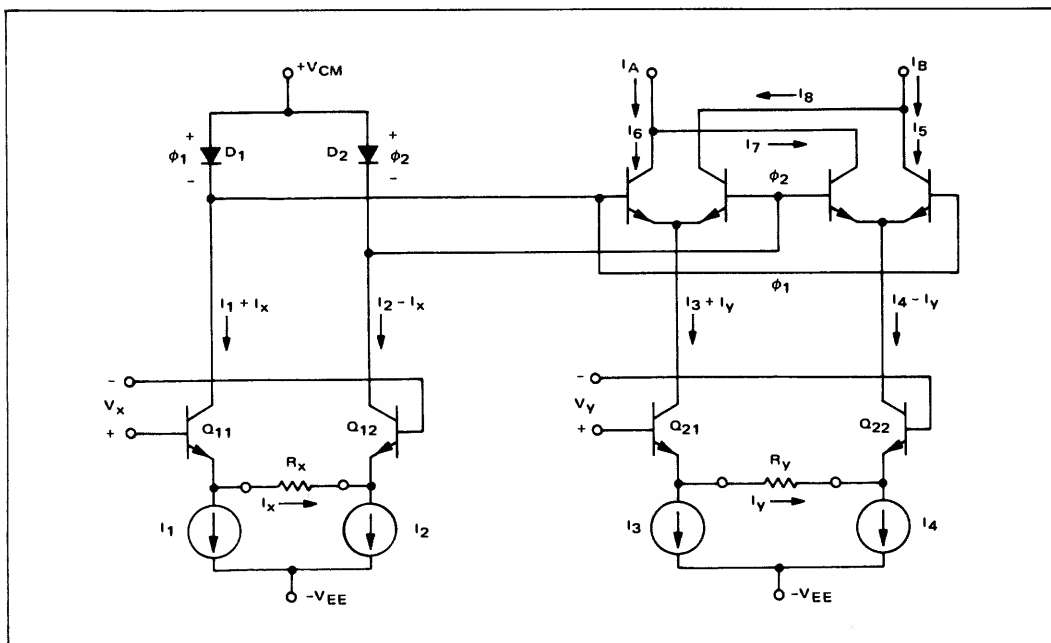 +VCM
IA
IB
I8
+
+
I6
I5
φ1
D1
D2
φ2
I7
-
-
φ2
φ1
I1 + Ix
I2 - Ix
I3 + Iy
I4 - Iy
-
-
Vx
Vy
+
Q11
Q12
+
Q21
Q22
Rx
Ry
Ix
Iy
I1
I2
I3
I4
-VEE
-VEE